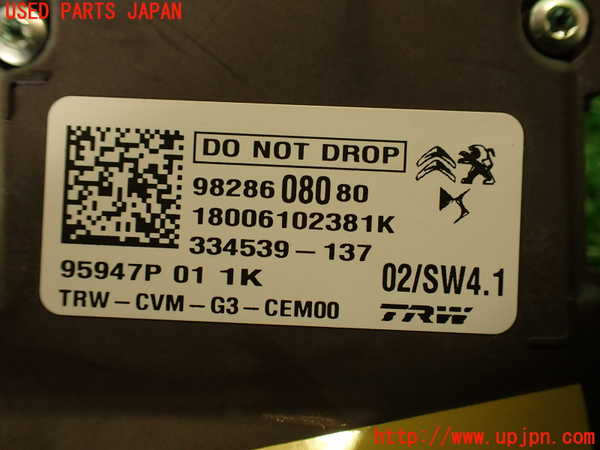 USED PARTS JAPAN
DO NOT DROP
98286 080 80
18006102381K
334539-137
95947P 01 1K
02/SW4.1
TRW-CVM-G3-CEM00
TRW
upj
http://www.upjpn.com